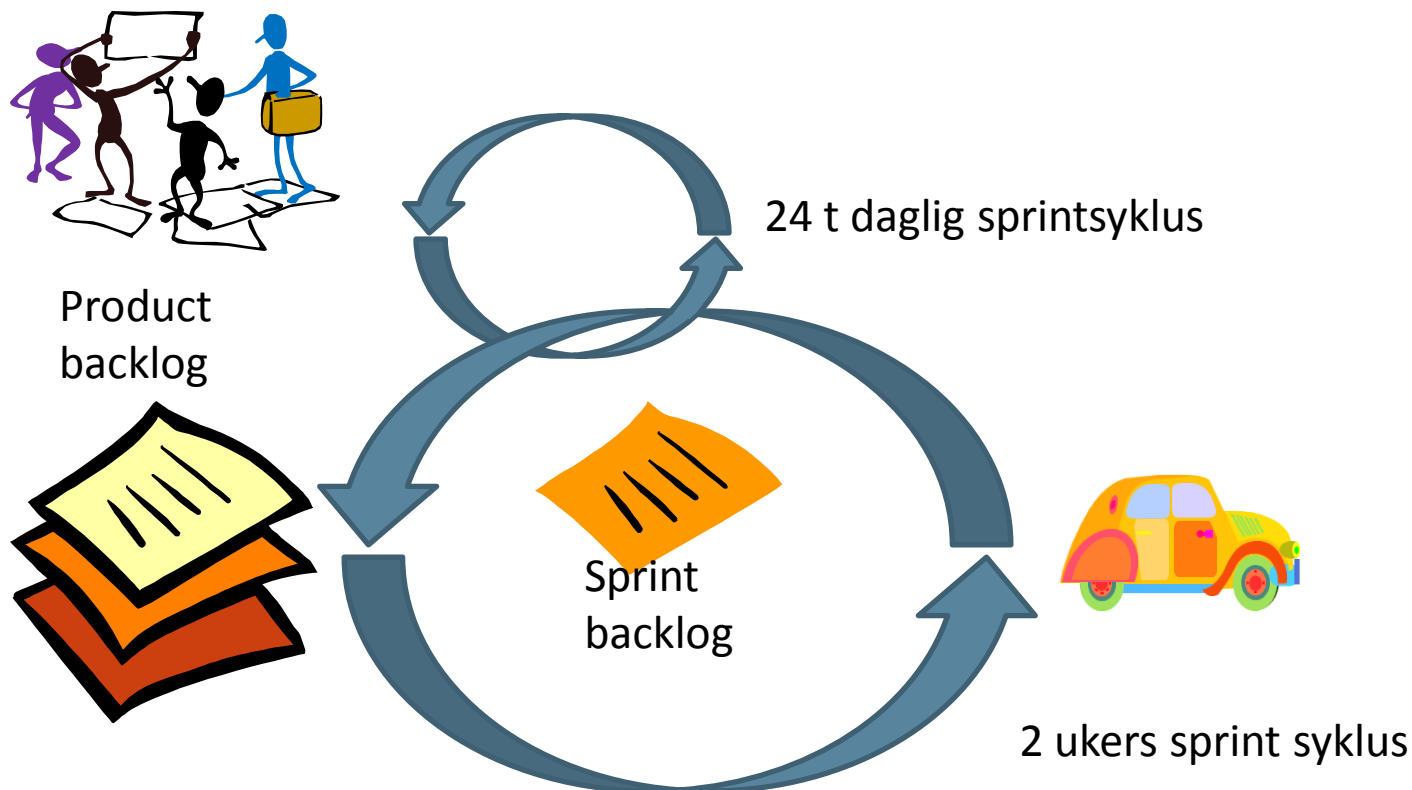 24 t daglig sprintsyklus
Product
backlog
Sprint
backlog
2 ukers sprint syklus